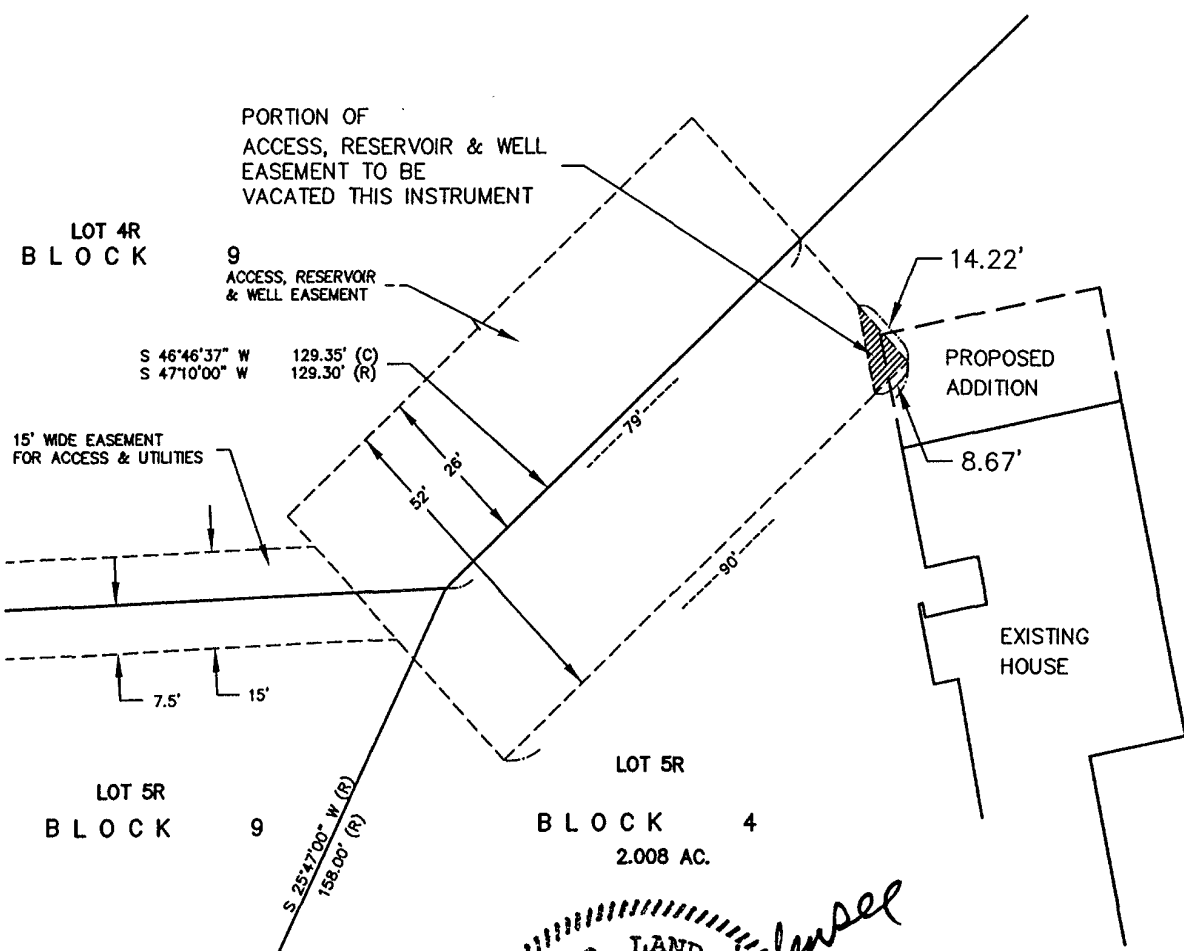 PORTION OF
ACCESS, RESERVOIR & WELL
EASEMENT TO BE
VACATED THIS INSTRUMENT
LOT 4R
BLOCK 9
ACCESS, RESERVOIR
& WELL EASEMENT
14.22'
S 46°46'37" W 129.35' (C)
S 47°10'00" W 129.30' (R)
PROPOSED
ADDITION
79'
15' WIDE EASEMENT
FOR ACCESS & UTILITIES
26'
52'
8.67'
90'
EXISTING
HOUSE
7.5'
15'
LOT 5R
BLOCK 9
S 25°47'00" W (R)
158.00' (R)
LOT 5R
BLOCK 4
2.008 AC.
LAND